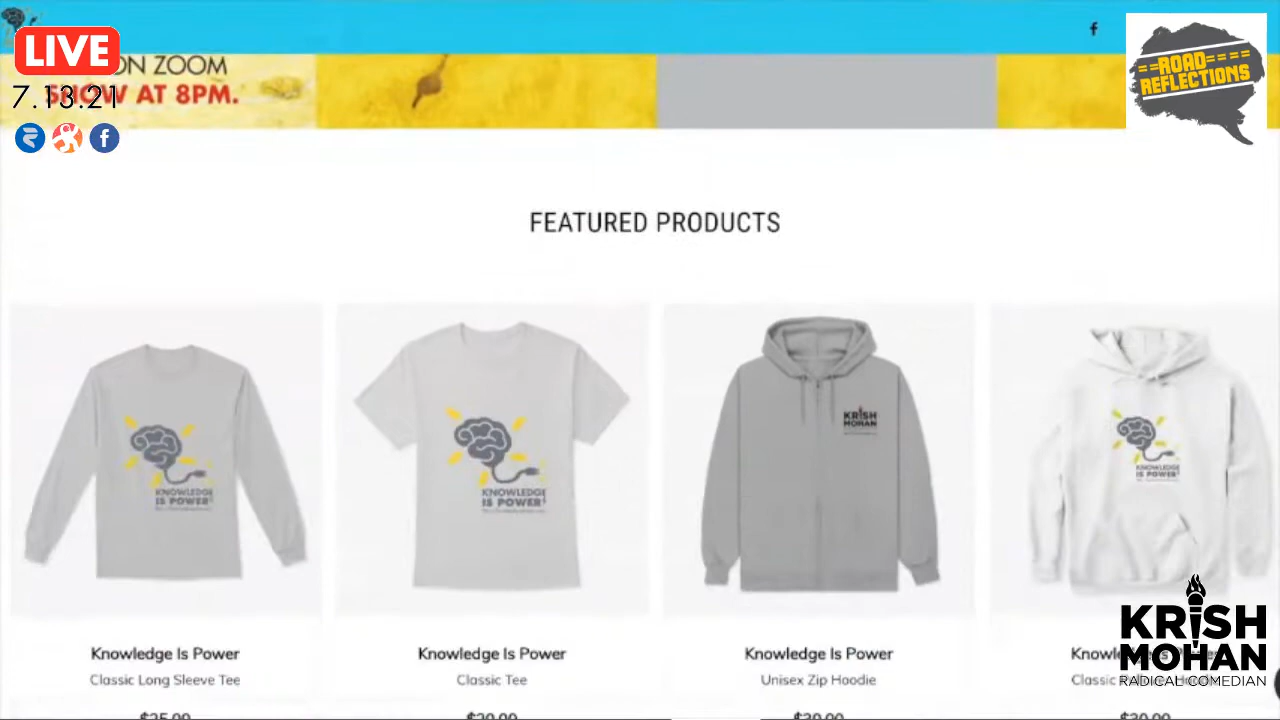 LIVE
ON ZOOM
SHOW AT 8PM.
7.13.21
f
f
==ROAD====
REFLECTIONS
FEATURED PRODUCTS
KNOWLEDGE
IS POWER!
KNOWLEDGE
IS POWER!
KRISH
MOHAN
KNOWLEDGE
IS POWER!
Knowledge Is Power
Classic Long Sleeve Tee
Knowledge Is Power
Classic Tee
Knowledge Is Power
Unisex Zip Hoodie
Classic
KRISH
MOHAN
RADICAL COMEDIAN